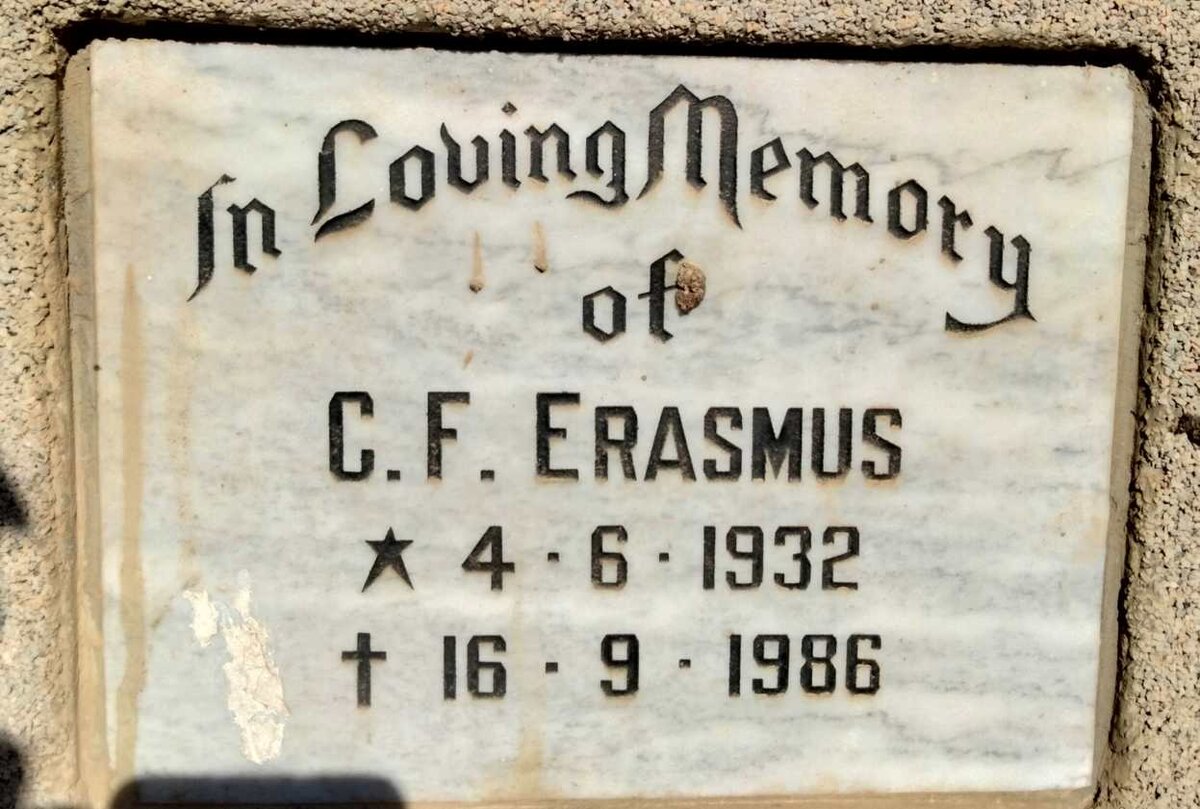 In Loving Memory
of
C. F. ERASMUS
★ 4 · 6 · 1932
✝ 16 · 9 · 1986